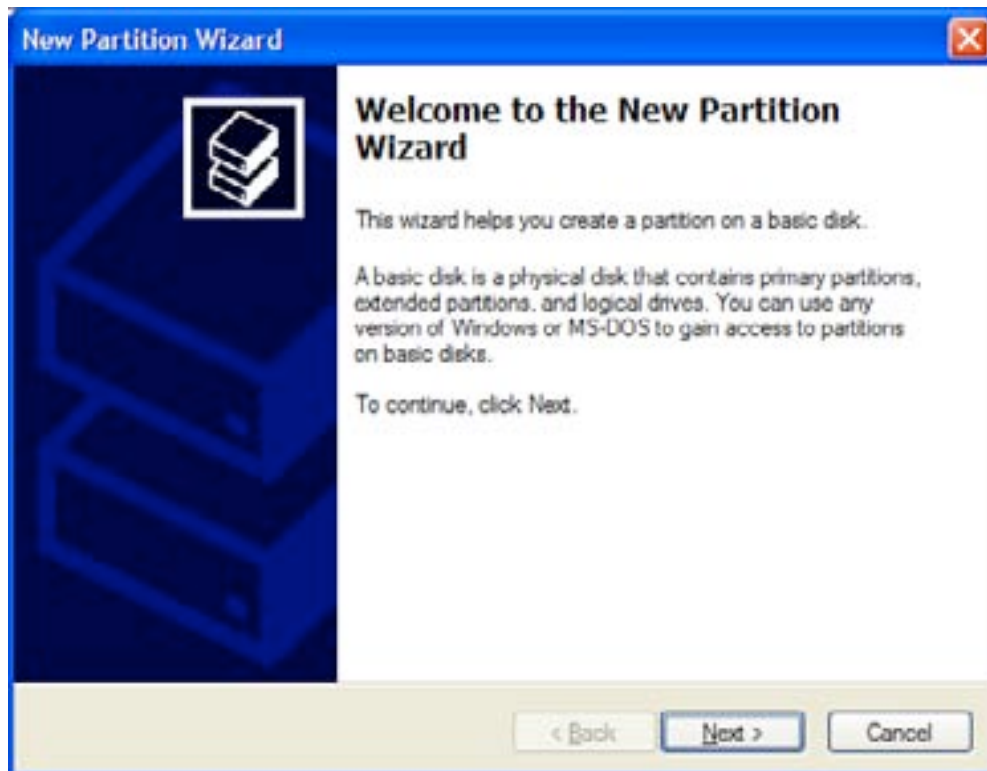 New Partition Wizard
Welcome to the New Partition
Wizard
This wizard helps you create a partition on a basic disk.
A basic disk is a physical disk that contains primary partitions,
extended partitions, and logical drives. You can use any
version of Windows or MS-DOS to gain access to partitions
on basic disks.
To continue, click Next.
< Back
Next >
Cancel